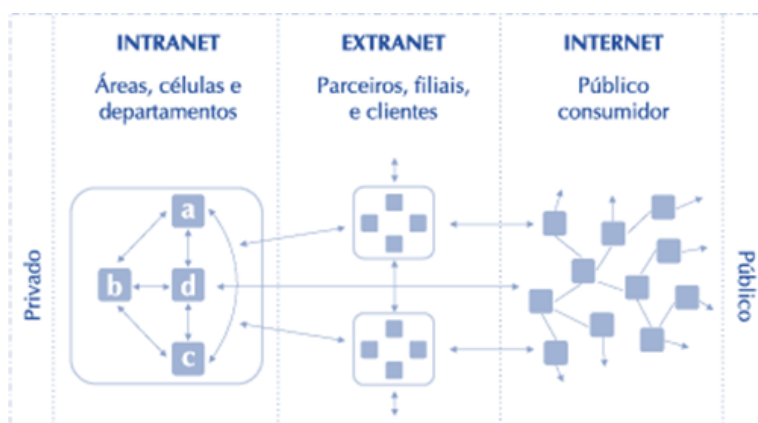 INTRANET
Áreas, células e
departamentos
EXTRANET
Parceiros, filiais,
e clientes
INTERNET
Público
consumidor
Privado
a
b
d
c
Público